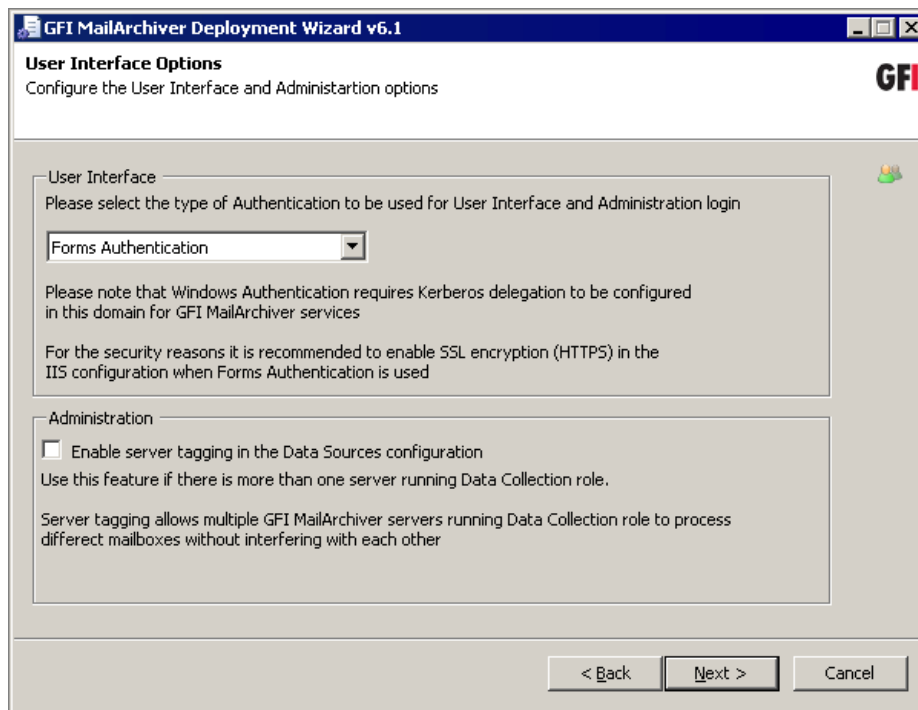 GFI MailArchiver Deployment Wizard v6.1
User Interface Options
Configure the User Interface and Administartion options
GFI
User Interface
Please select the type of Authentication to be used for User Interface and Administration login
Forms Authentication
Please note that Windows Authentication requires Kerberos delegation to be configured
in this domain for GFI MailArchiver services
For the security reasons it is recommended to enable SSL encryption (HTTPS) in the
IIS configuration when Forms Authentication is used
Administration
Enable server tagging in the Data Sources configuration
Use this feature if there is more than one server running Data Collection role.
Server tagging allows multiple GFI MailArchiver servers running Data Collection role to process
differect mailboxes without interfering with each other
< Back
Next >
Cancel